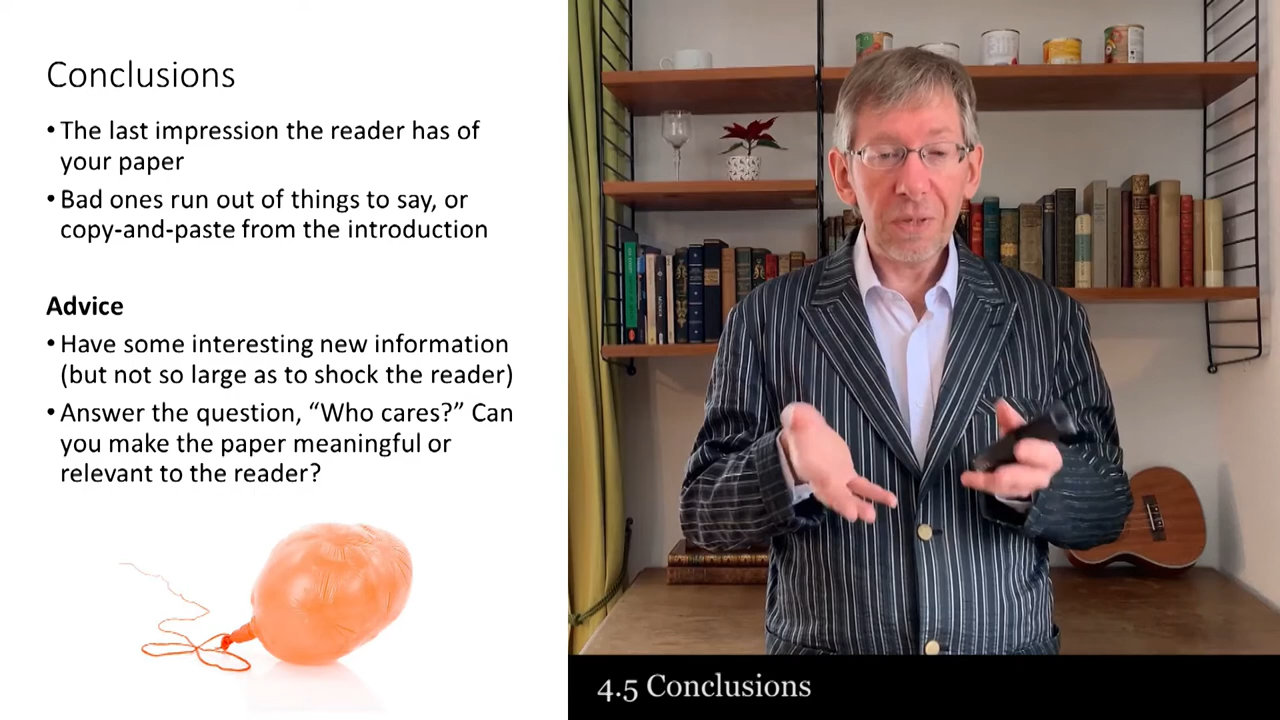 Conclusions
• The last impression the reader has of
your paper
• Bad ones run out of things to say, or
copy-and-paste from the introduction
Advice
• Have some interesting new information
(but not so large as to shock the reader)
• Answer the question, “Who cares?” Can
you make the paper meaningful or
relevant to the reader?
4.5 Conclusions